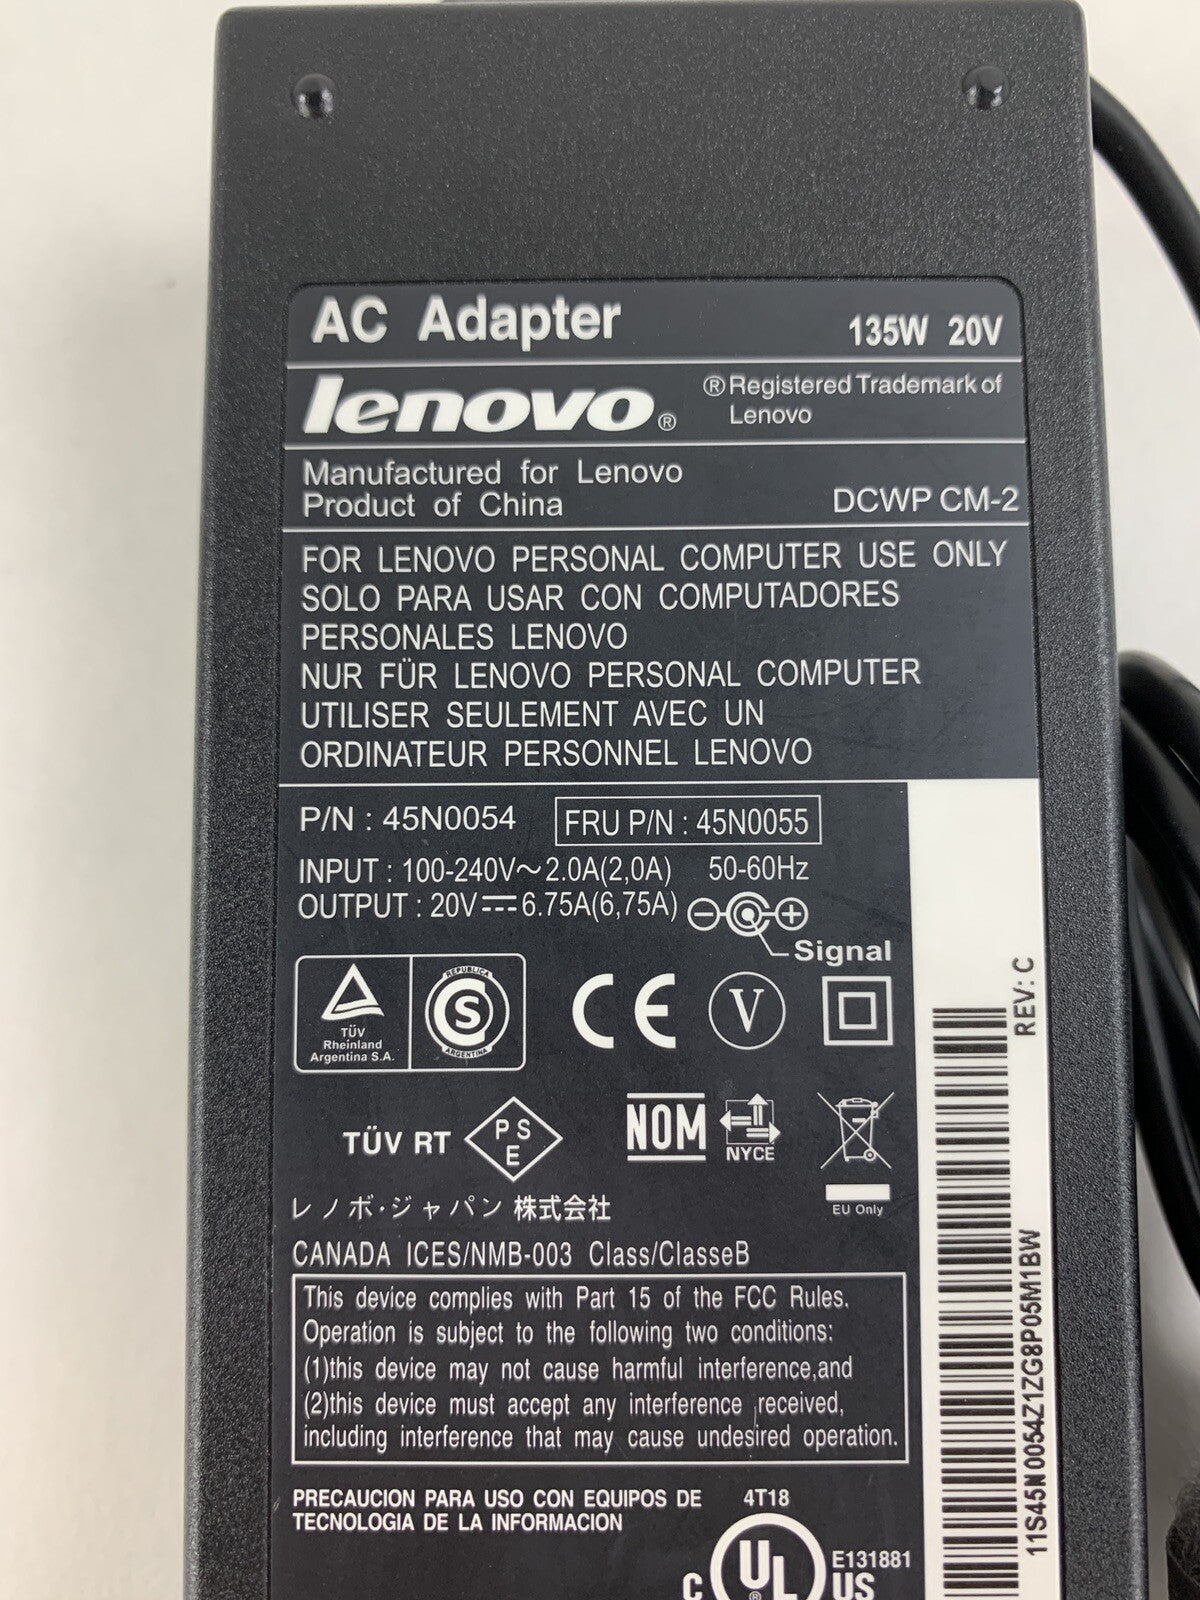 AC Adapter 135W 20V
lenovo® ® Registered Trademark of
Lenovo
Manufactured for Lenovo
Product of China DCWP CM-2
FOR LENOVO PERSONAL COMPUTER USE ONLY
SOLO PARA USAR CON COMPUTADORES
PERSONALES LENOVO
NUR FÜR LENOVO PERSONAL COMPUTER
UTILISER SEULEMENT AVEC UN
ORDINATEUR PERSONNEL LENOVO
P/N : 45N0054 FRU P/N : 45N0055
INPUT : 100-240V～2.0A(2,0A) 50-60Hz
OUTPUT : 20V⎓6.75A(6,75A)
Signal
TÜV
Rheinland
Argentina S.A.
REPUBLICA
S
ARGENTINA
CE V
TÜV RT PSE NOM NYCE
EU Only
レノボ・ジャパン 株式会社
CANADA ICES/NMB-003 Class/ClasseB
This device complies with Part 15 of the FCC Rules.
Operation is subject to the following two conditions:
(1)this device may not cause harmful interference,and
(2)this device must accept any interference received,
including interference that may cause undesired operation.
PRECAUCION PARA USO CON EQUIPOS DE
TECNOLOGIA DE LA INFORMACION
4T18
C UL® US
E131881
REV: C
11S45N0054Z1ZG8P05M1BW